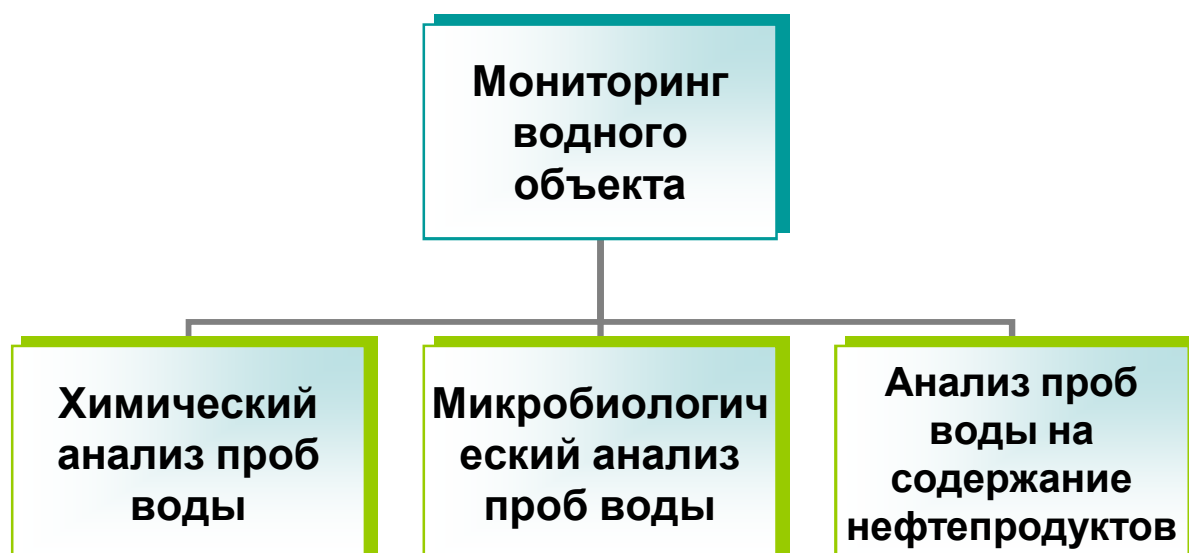 Мониторинг
водного
объекта
Химический
анализ проб
воды
Микробиологич
еский анализ
проб воды
Анализ проб
воды на
содержание
нефтепродуктов